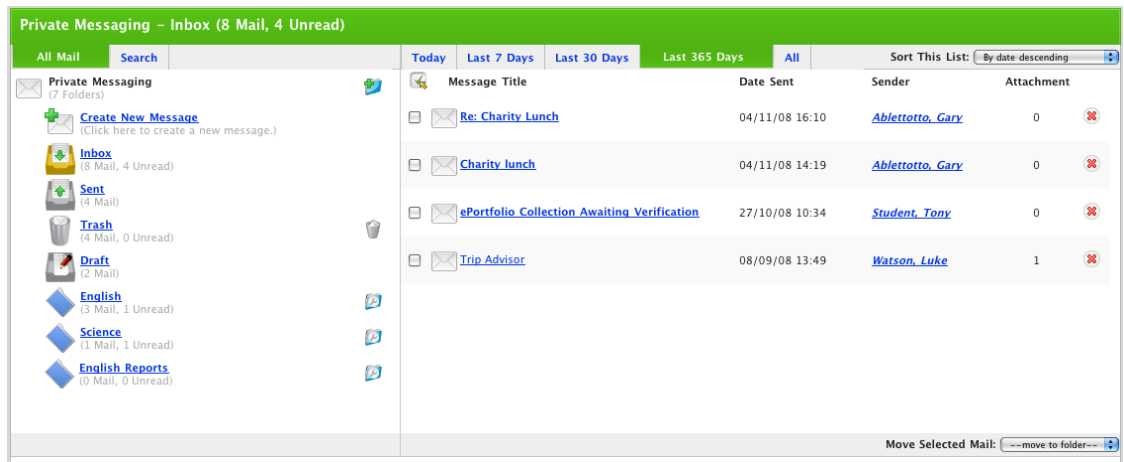 Private Messaging – Inbox (8 Mail, 4 Unread)
All Mail Search
Today Last 7 Days Last 30 Days Last 365 Days All Sort This List: By date descending
Private Messaging
(7 Folders)
Create New Message
(Click here to create a new message.)
Inbox
(8 Mail, 4 Unread)
Sent
(4 Mail)
Trash
(4 Mail, 0 Unread)
Draft
(2 Mail)
English
(3 Mail, 1 Unread)
Science
(1 Mail, 1 Unread)
English Reports
(0 Mail, 0 Unread)
Message Title Date Sent Sender Attachment
Re: Charity Lunch 04/11/08 16:10 Ablettotto, Gary 0
Charity lunch 04/11/08 14:19 Ablettotto, Gary 0
ePortfolio Collection Awaiting Verification 27/10/08 10:34 Student, Tony 0
Trip Advisor 08/09/08 13:49 Watson, Luke 1
Move Selected Mail: --move to folder--